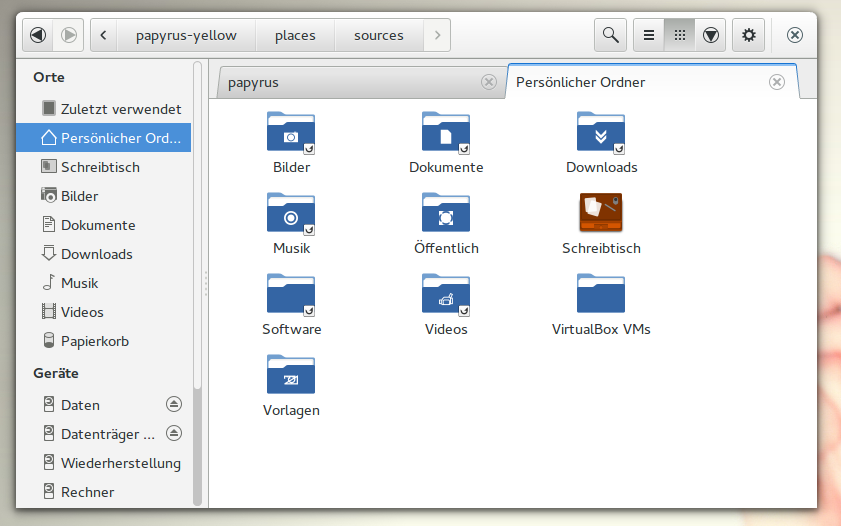 papyrus-yellow places sources
Orte
Zuletzt verwendet
Persönlicher Ord...
Schreibtisch
Bilder
Dokumente
Downloads
Musik
Videos
Papierkorb
Geräte
Daten
Datenträger ...
Wiederherstellung
Rechner
papyrus Persönlicher Ordner
Bilder Dokumente Downloads
Musik Öffentlich Schreibtisch
Software Videos VirtualBox VMs
Vorlagen